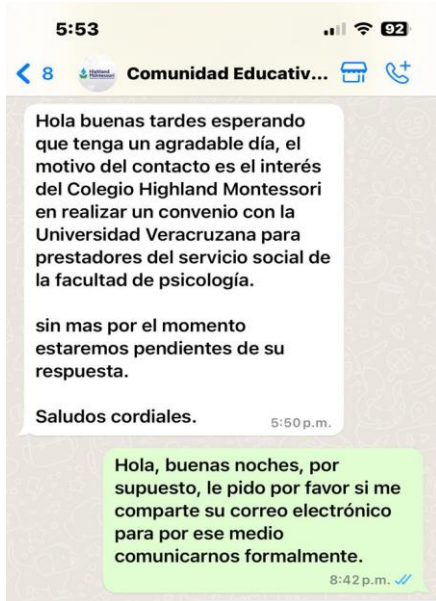 5:53
92
8
Highland
Montessori
Comunidad Educativ...
Hola buenas tardes esperando
que tenga un agradable día, el
motivo del contacto es el interés
del Colegio Highland Montessori
en realizar un convenio con la
Universidad Veracruzana para
prestadores del servicio social de
la facultad de psicología.
sin mas por el momento
estaremos pendientes de su
respuesta.
Saludos cordiales.
5:50 p.m.
Hola, buenas noches, por
supuesto, le pido por favor si me
comparte su correo electrónico
para por ese medio
comunicarnos formalmente.
8:42 p.m.